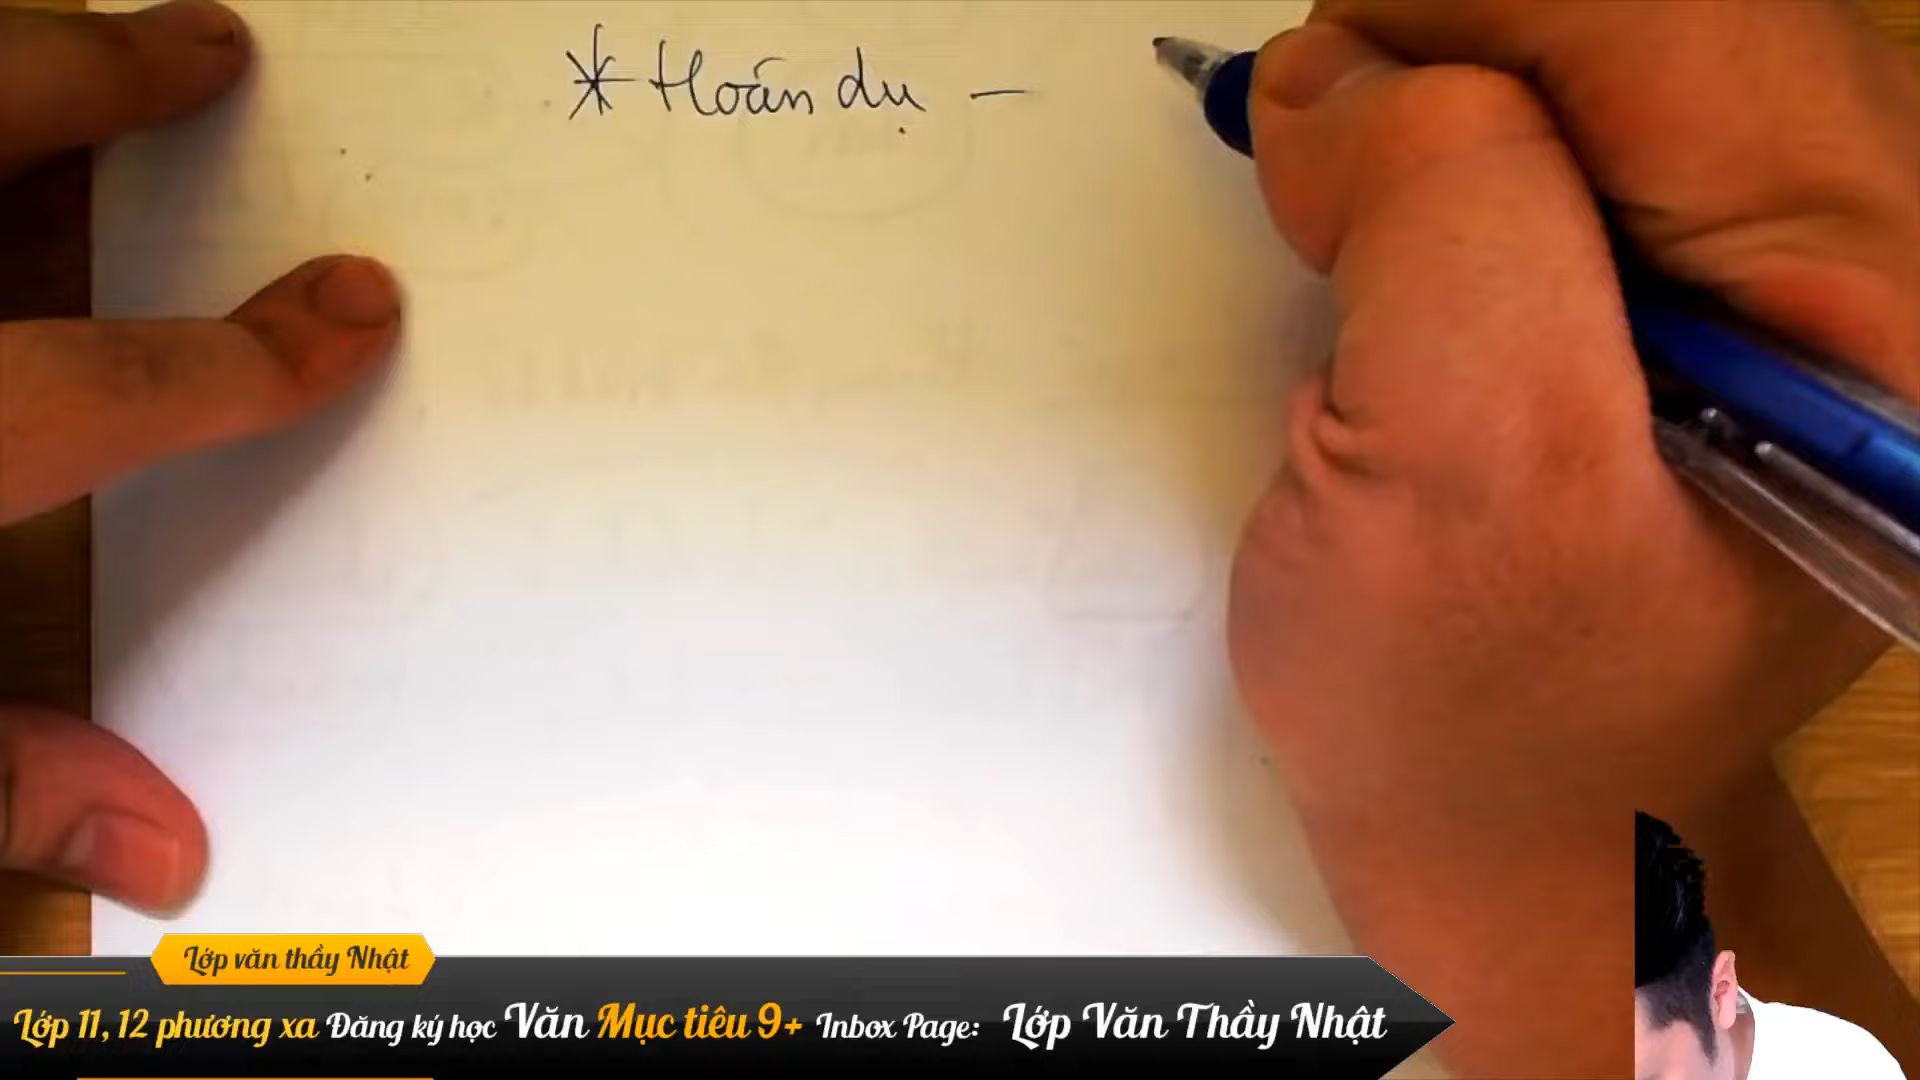 * Hoán dụ -
Lớp văn thầy Nhật
Lớp 11, 12 phương xa Đăng ký học Văn Mục tiêu 9+ Inbox Page: Lớp Văn Thầy Nhật